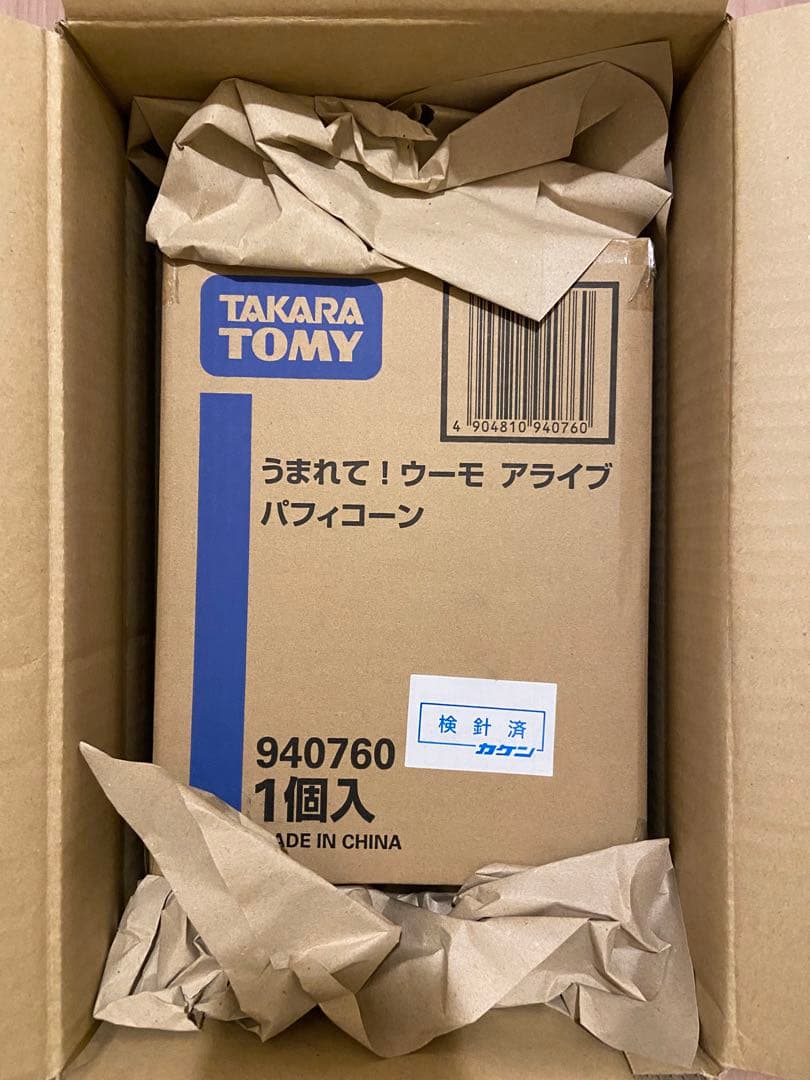 TAKARA
TOMY
4 904810 940760
うまれて！ウーモ アライブ
パフィコーン
検針済
カケン
940760
1個入
ADE IN CHINA